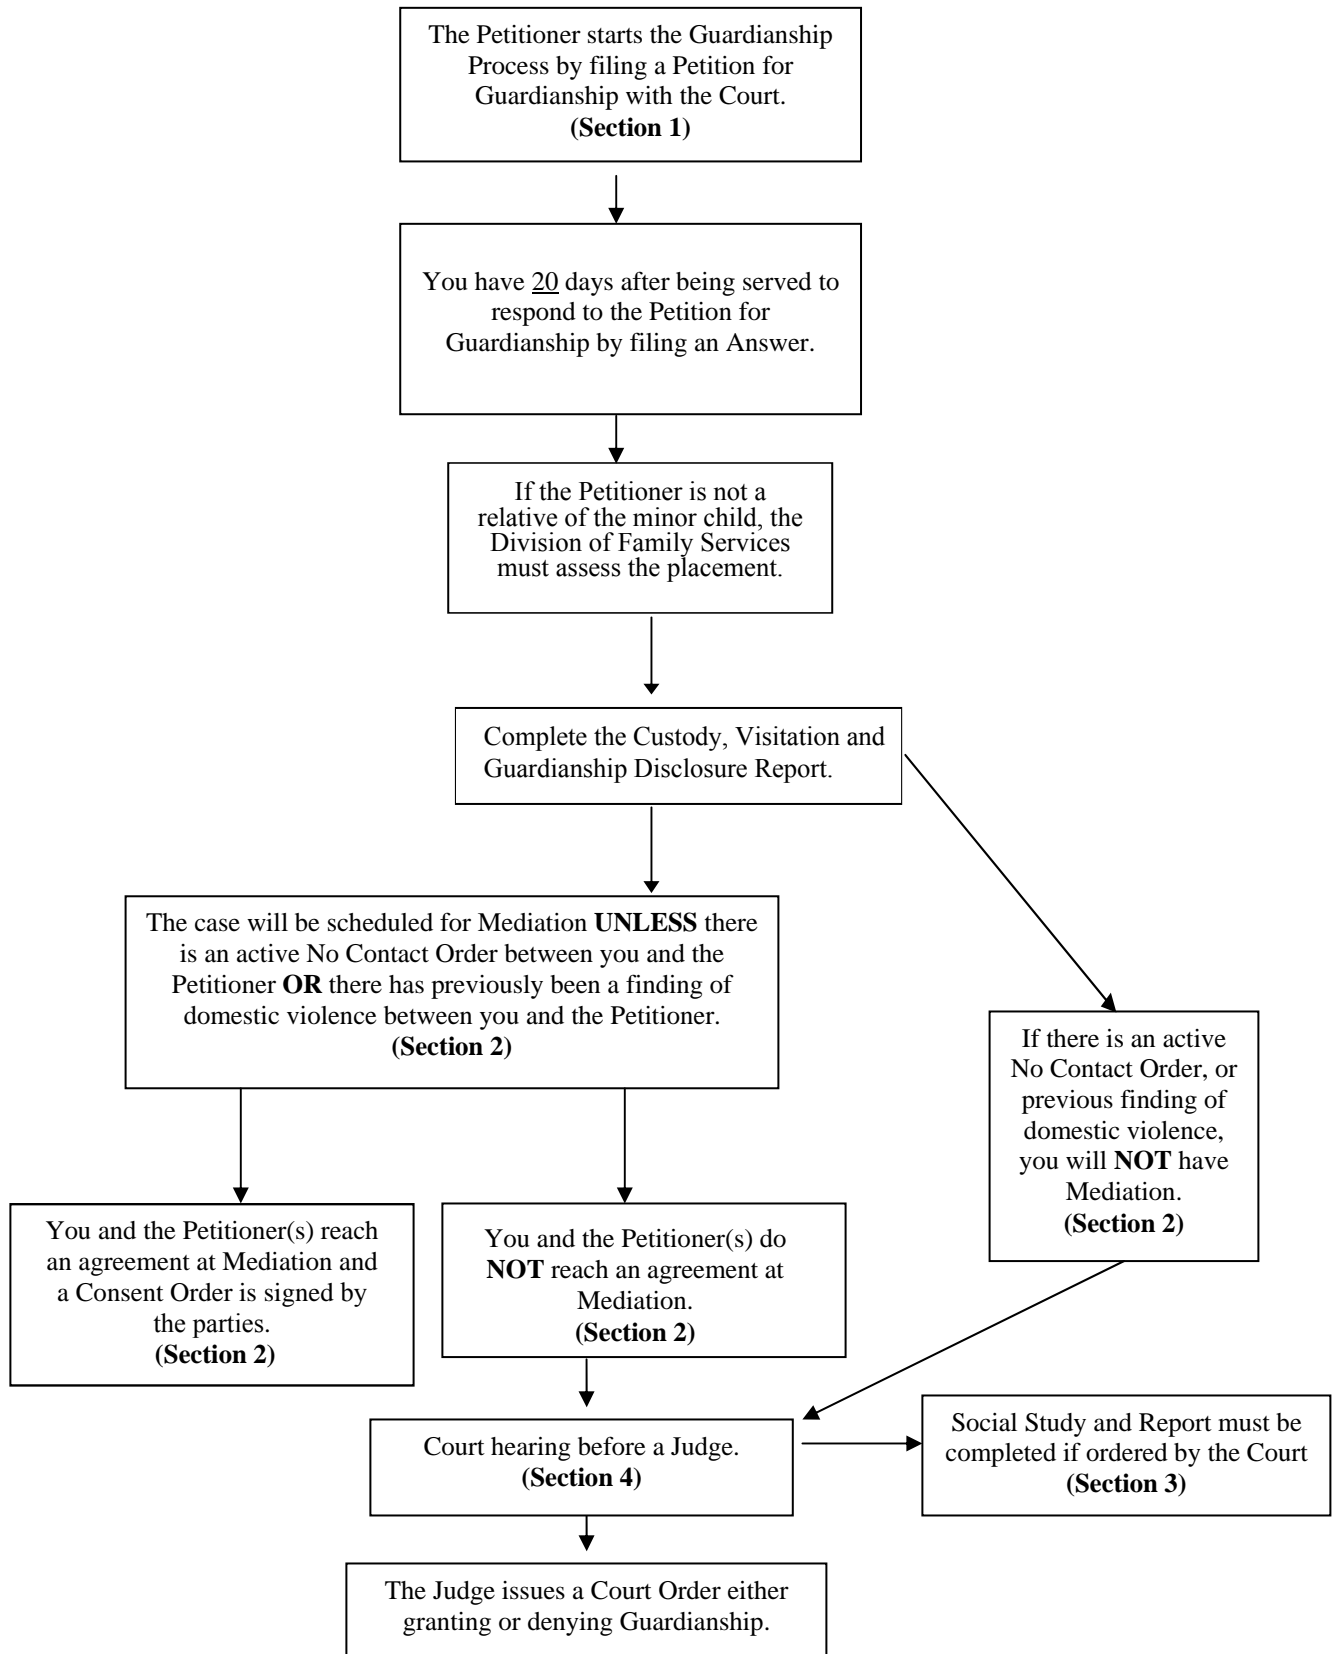 The Petitioner starts the Guardianship
Process by filing a Petition for
Guardianship with the Court.
(Section 1)
You have 20 days after being served to
respond to the Petition for
Guardianship by filing an Answer.
If the Petitioner is not a
relative of the minor child, the
Division of Family Services
must assess the placement.
Complete the Custody, Visitation and
Guardianship Disclosure Report.
The case will be scheduled for Mediation UNLESS there
is an active No Contact Order between you and the
Petitioner OR there has previously been a finding of
domestic violence between you and the Petitioner.
(Section 2)
If there is an active
No Contact Order, or
previous finding of
domestic violence,
you will NOT have
Mediation.
(Section 2)
You and the Petitioner(s) reach
an agreement at Mediation and
a Consent Order is signed by
the parties.
(Section 2)
You and the Petitioner(s) do
NOT reach an agreement at
Mediation.
(Section 2)
Court hearing before a Judge.
(Section 4)
Social Study and Report must be
completed if ordered by the Court
(Section 3)
The Judge issues a Court Order either
granting or denying Guardianship.